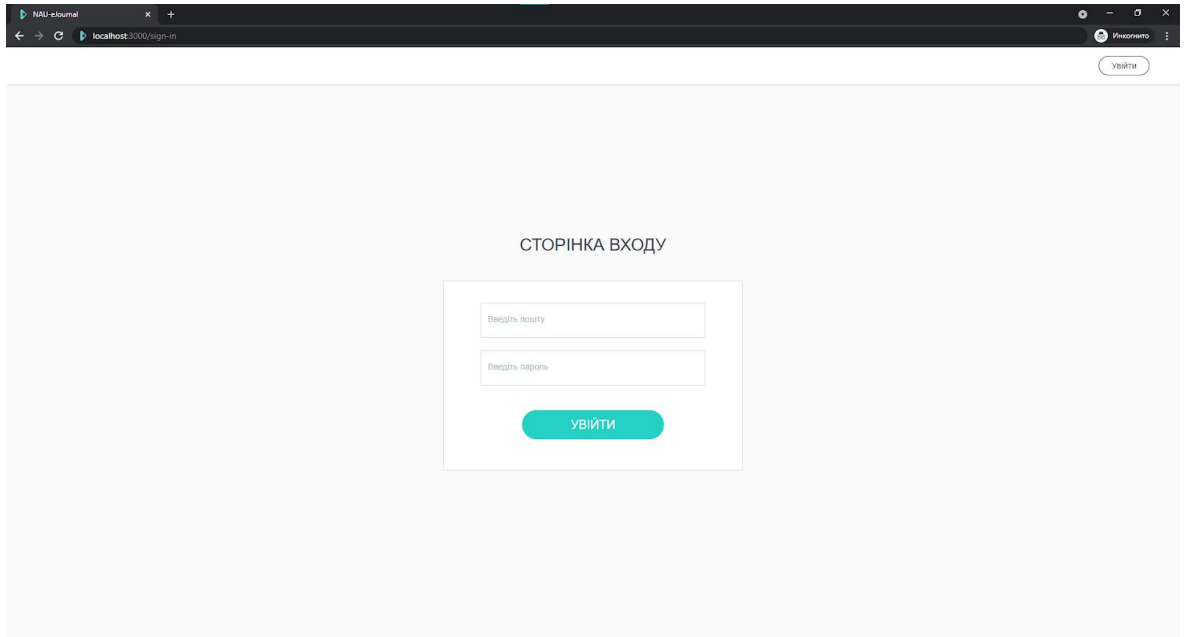 NAU-eJournal
localhost:3000/sign-in
Инкогнито
Увійти
СТОРІНКА ВХОДУ
Введіть пошту
Введіть пароль
УВІЙТИ